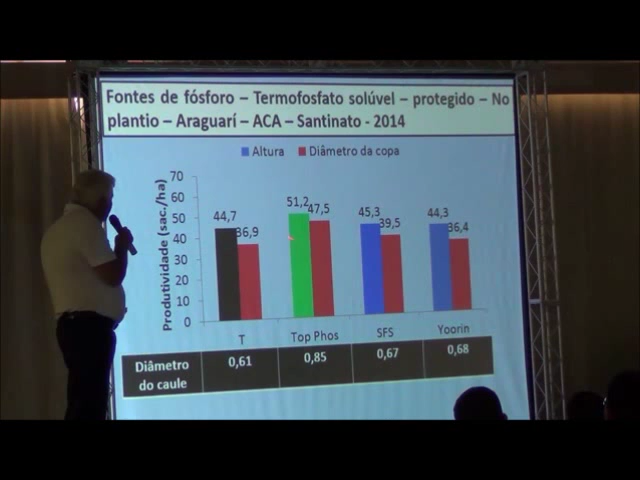 Fontes de fósforo – Termofosfato solúvel – protegido – No
plantio – Araguarí – ACA – Santinato - 2014
Altura Diâmetro da copa
Produtividade (sac./ha)
70
60
50
40
30
20
10
0
44,7 36,9 51,2 47,5 45,3 39,5 44,3 36,4
T Top Phos SFS Yoorin
Diâmetro
do caule
0,61 0,85 0,67 0,68